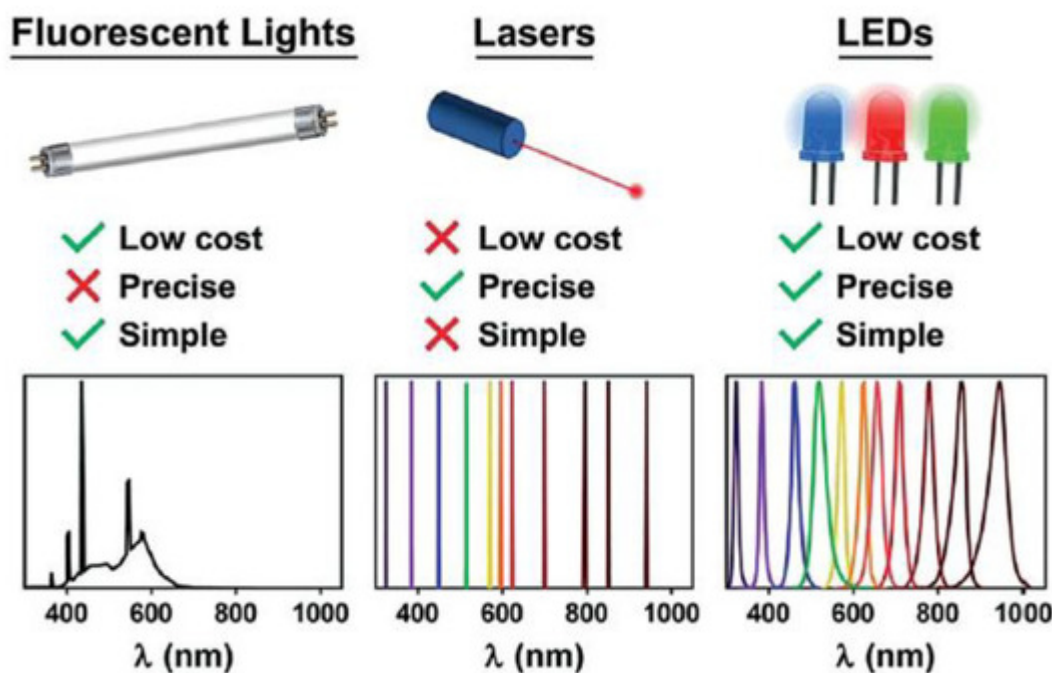 Fluorescent Lights
Lasers
LEDs
Low cost
Precise
Simple
Low cost
Precise
Simple
Low cost
Precise
Simple
400 600 800 1000
λ (nm)
400 600 800 1000
λ (nm)
400 600 800 1000
λ (nm)